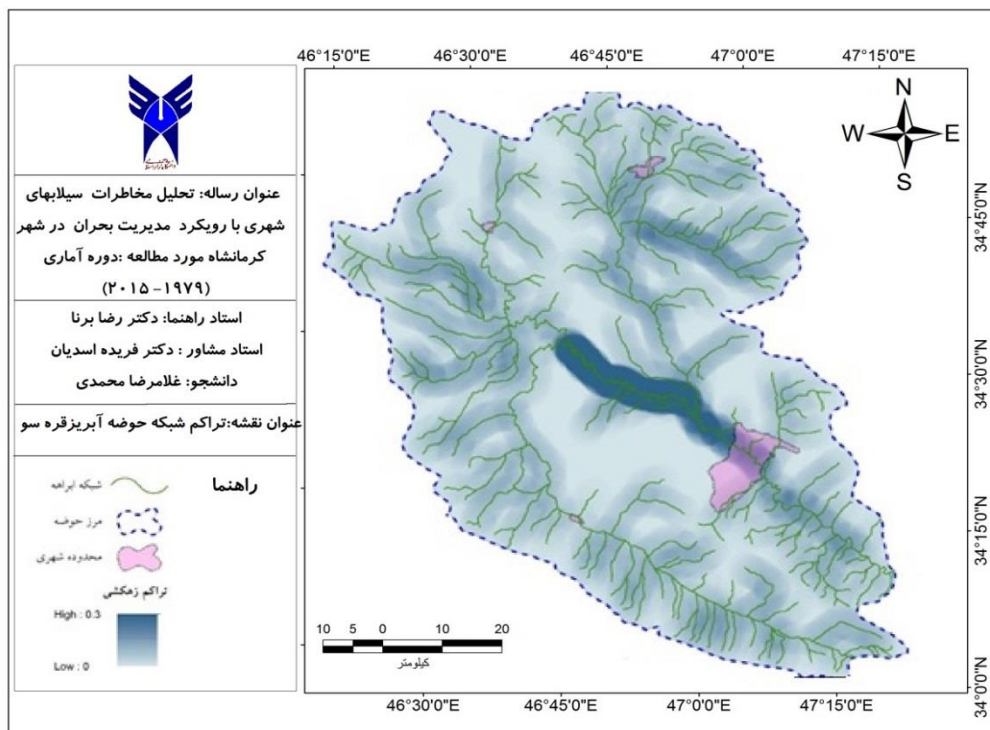 46°15'0"E 46°30'0"E 46°45'0"E 47°0'0"E 47°15'0"E
عنوان رساله: تحلیل مخاطرات سیلابهای
شهری با رویکرد مدیریت بحران در شهر
کرمانشاه مورد مطالعه :دوره آماری
(۱۹۷۹- ۲۰۱۵)
استاد راهنما: دکتر رضا برنا
استاد مشاور : دکتر فریده اسدیان
دانشجو: غلامرضا محمدی
عنوان نقشه:تراکم شبکه حوضه آبریزقره سو
راهنما
شبکه ابراهه
مرز حوضه
محدوده شهری
تراکم زهکشی
High : 0.3
Low : 0
N
W E
S
34°45'0"N
34°30'0"N
34°15'0"N
34°0'0"N
10 5 0 10 20
کیلومتر
46°30'0"E 46°45'0"E 47°0'0"E 47°15'0"E